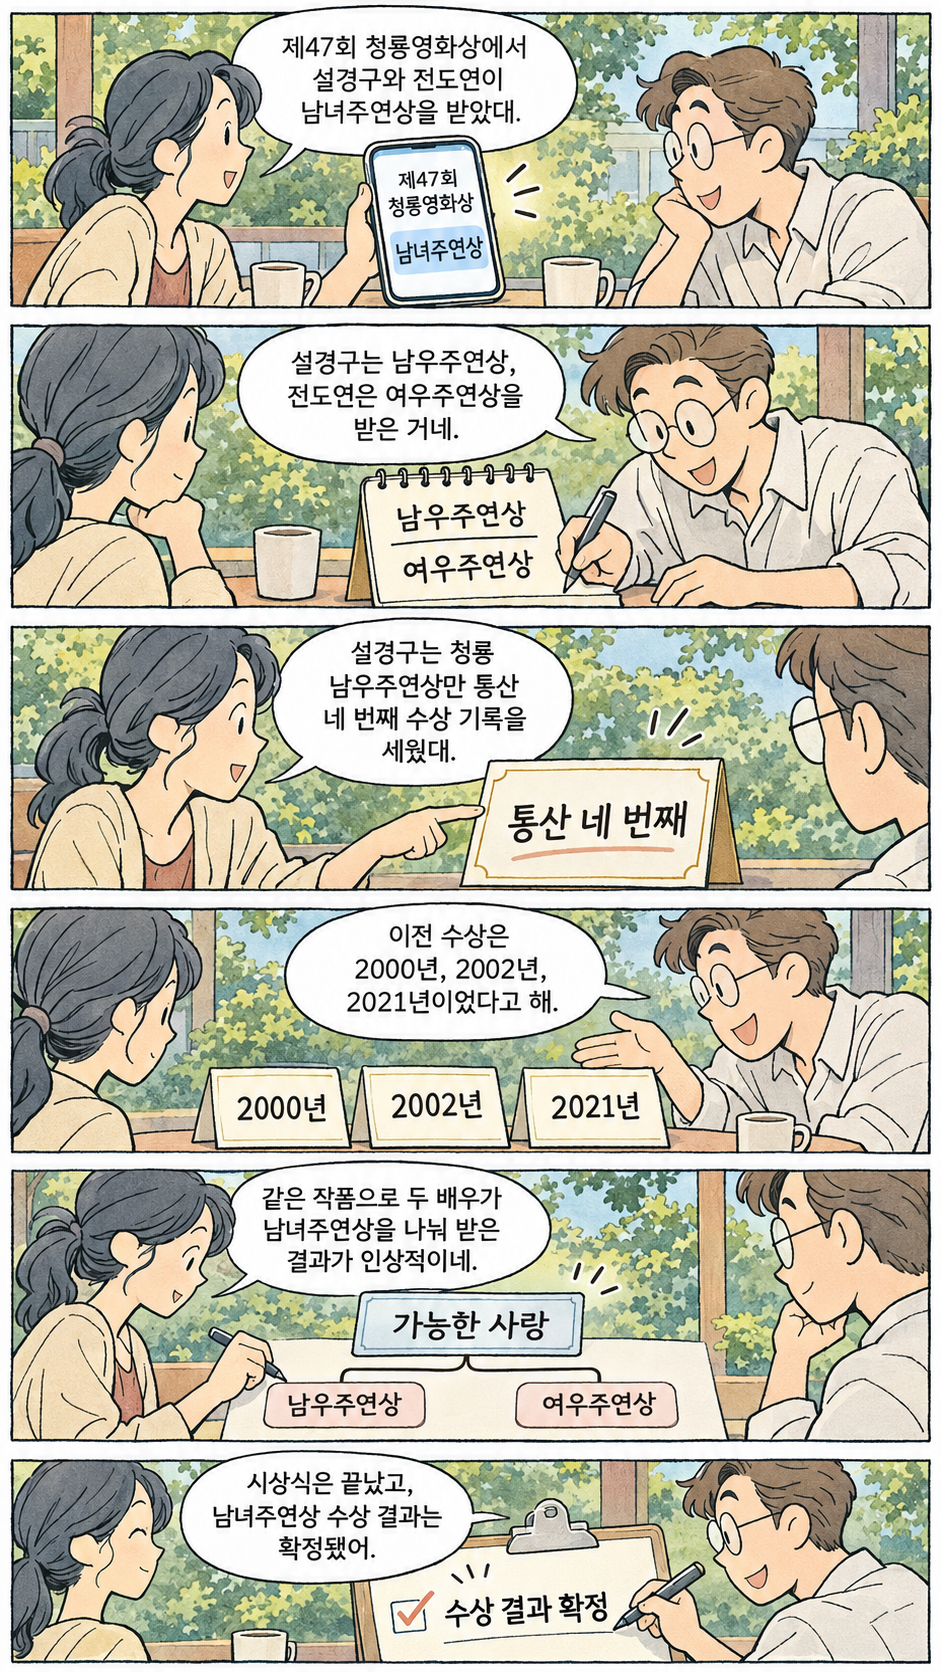 제47회 청룡영화상에서
설경구와 전도연이
남녀주연상을 받았대.
제47회
청룡영화상
남녀주연상
설경구는 남우주연상,
전도연은 여우주연상을
받은 거네.
남우주연상
여우주연상
설경구는 청룡
남우주연상만 통산
네 번째 수상 기록을
세웠대.
통산 네 번째
이전 수상은
2000년, 2002년,
2021년이었다고 해.
2000년
2002년
2021년
같은 작폼으로 두 배우가
남녀주연상을 나눠 받은
결과가 인상적이네.
가능한 사랑
남우주연상
여우주연상
시상식은 끝났고,
남녀주연상 수상 결과는
확정됐어.
수상 결과 확정